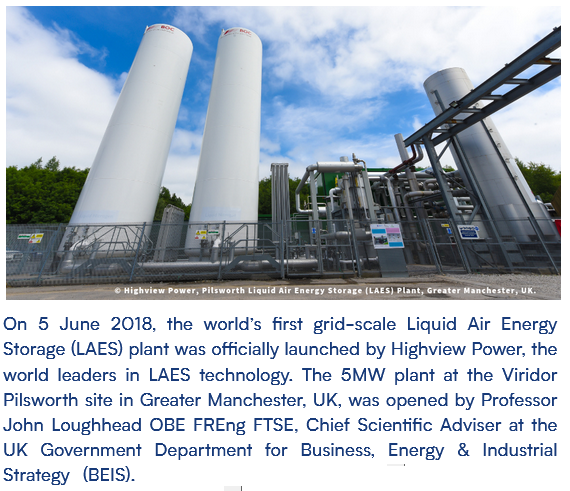 BOC
BOC
© Highview Power, Pilsworth Liquid Air Energy Storage (LAES) Plant, Greater Manchester, UK.
On 5 June 2018, the world's first grid-scale Liquid Air Energy
Storage (LAES) plant was officially launched by Highview Power, the
world leaders in LAES technology. The 5MW plant at the Viridor
Pilsworth site in Greater Manchester, UK, was opened by Professor
John Loughhead OBE FREng FTSE, Chief Scientific Adviser at the
UK Government Department for Business, Energy & Industrial
Strategy (BEIS).